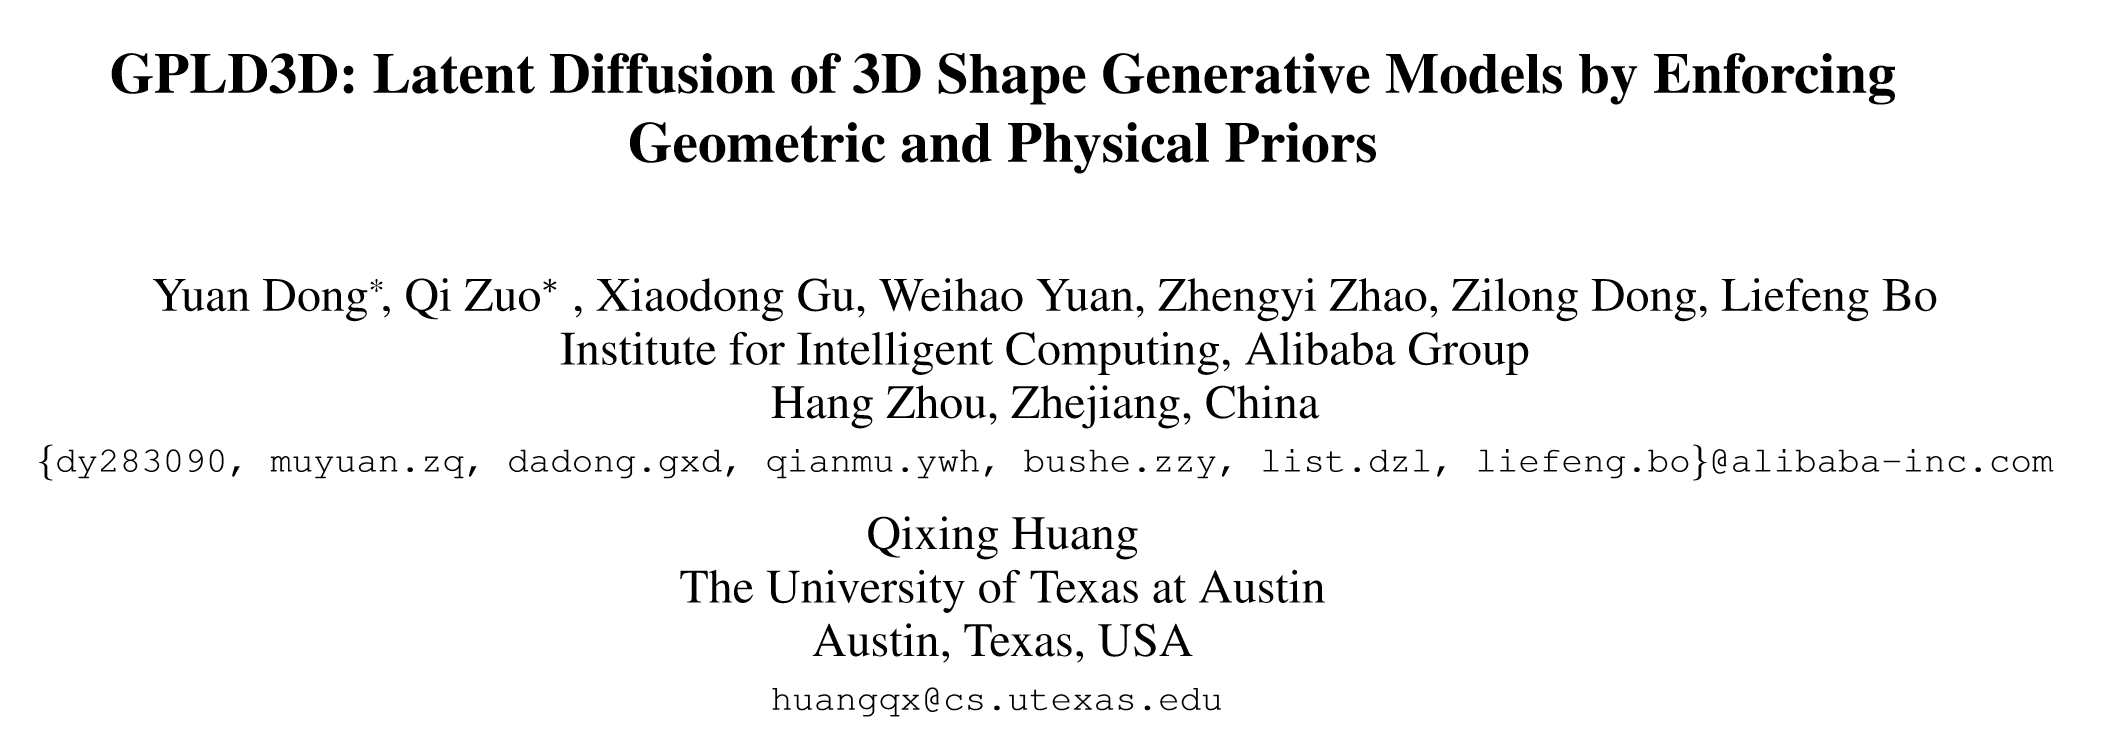 GPLD3D: Latent Diffusion of 3D Shape Generative Models by Enforcing
Geometric and Physical Priors
Yuan Dong*, Qi Zuo* , Xiaodong Gu, Weihao Yuan, Zhengyi Zhao, Zilong Dong, Liefeng Bo
Institute for Intelligent Computing, Alibaba Group
Hang Zhou, Zhejiang, China
{dy283090, muyuan.zq, dadong.gxd, qianmu.ywh, bushe.zzy, list.dzl, liefeng.bo}@alibaba-inc.com
Qixing Huang
The University of Texas at Austin
Austin, Texas, USA
huangqx@cs.utexas.edu